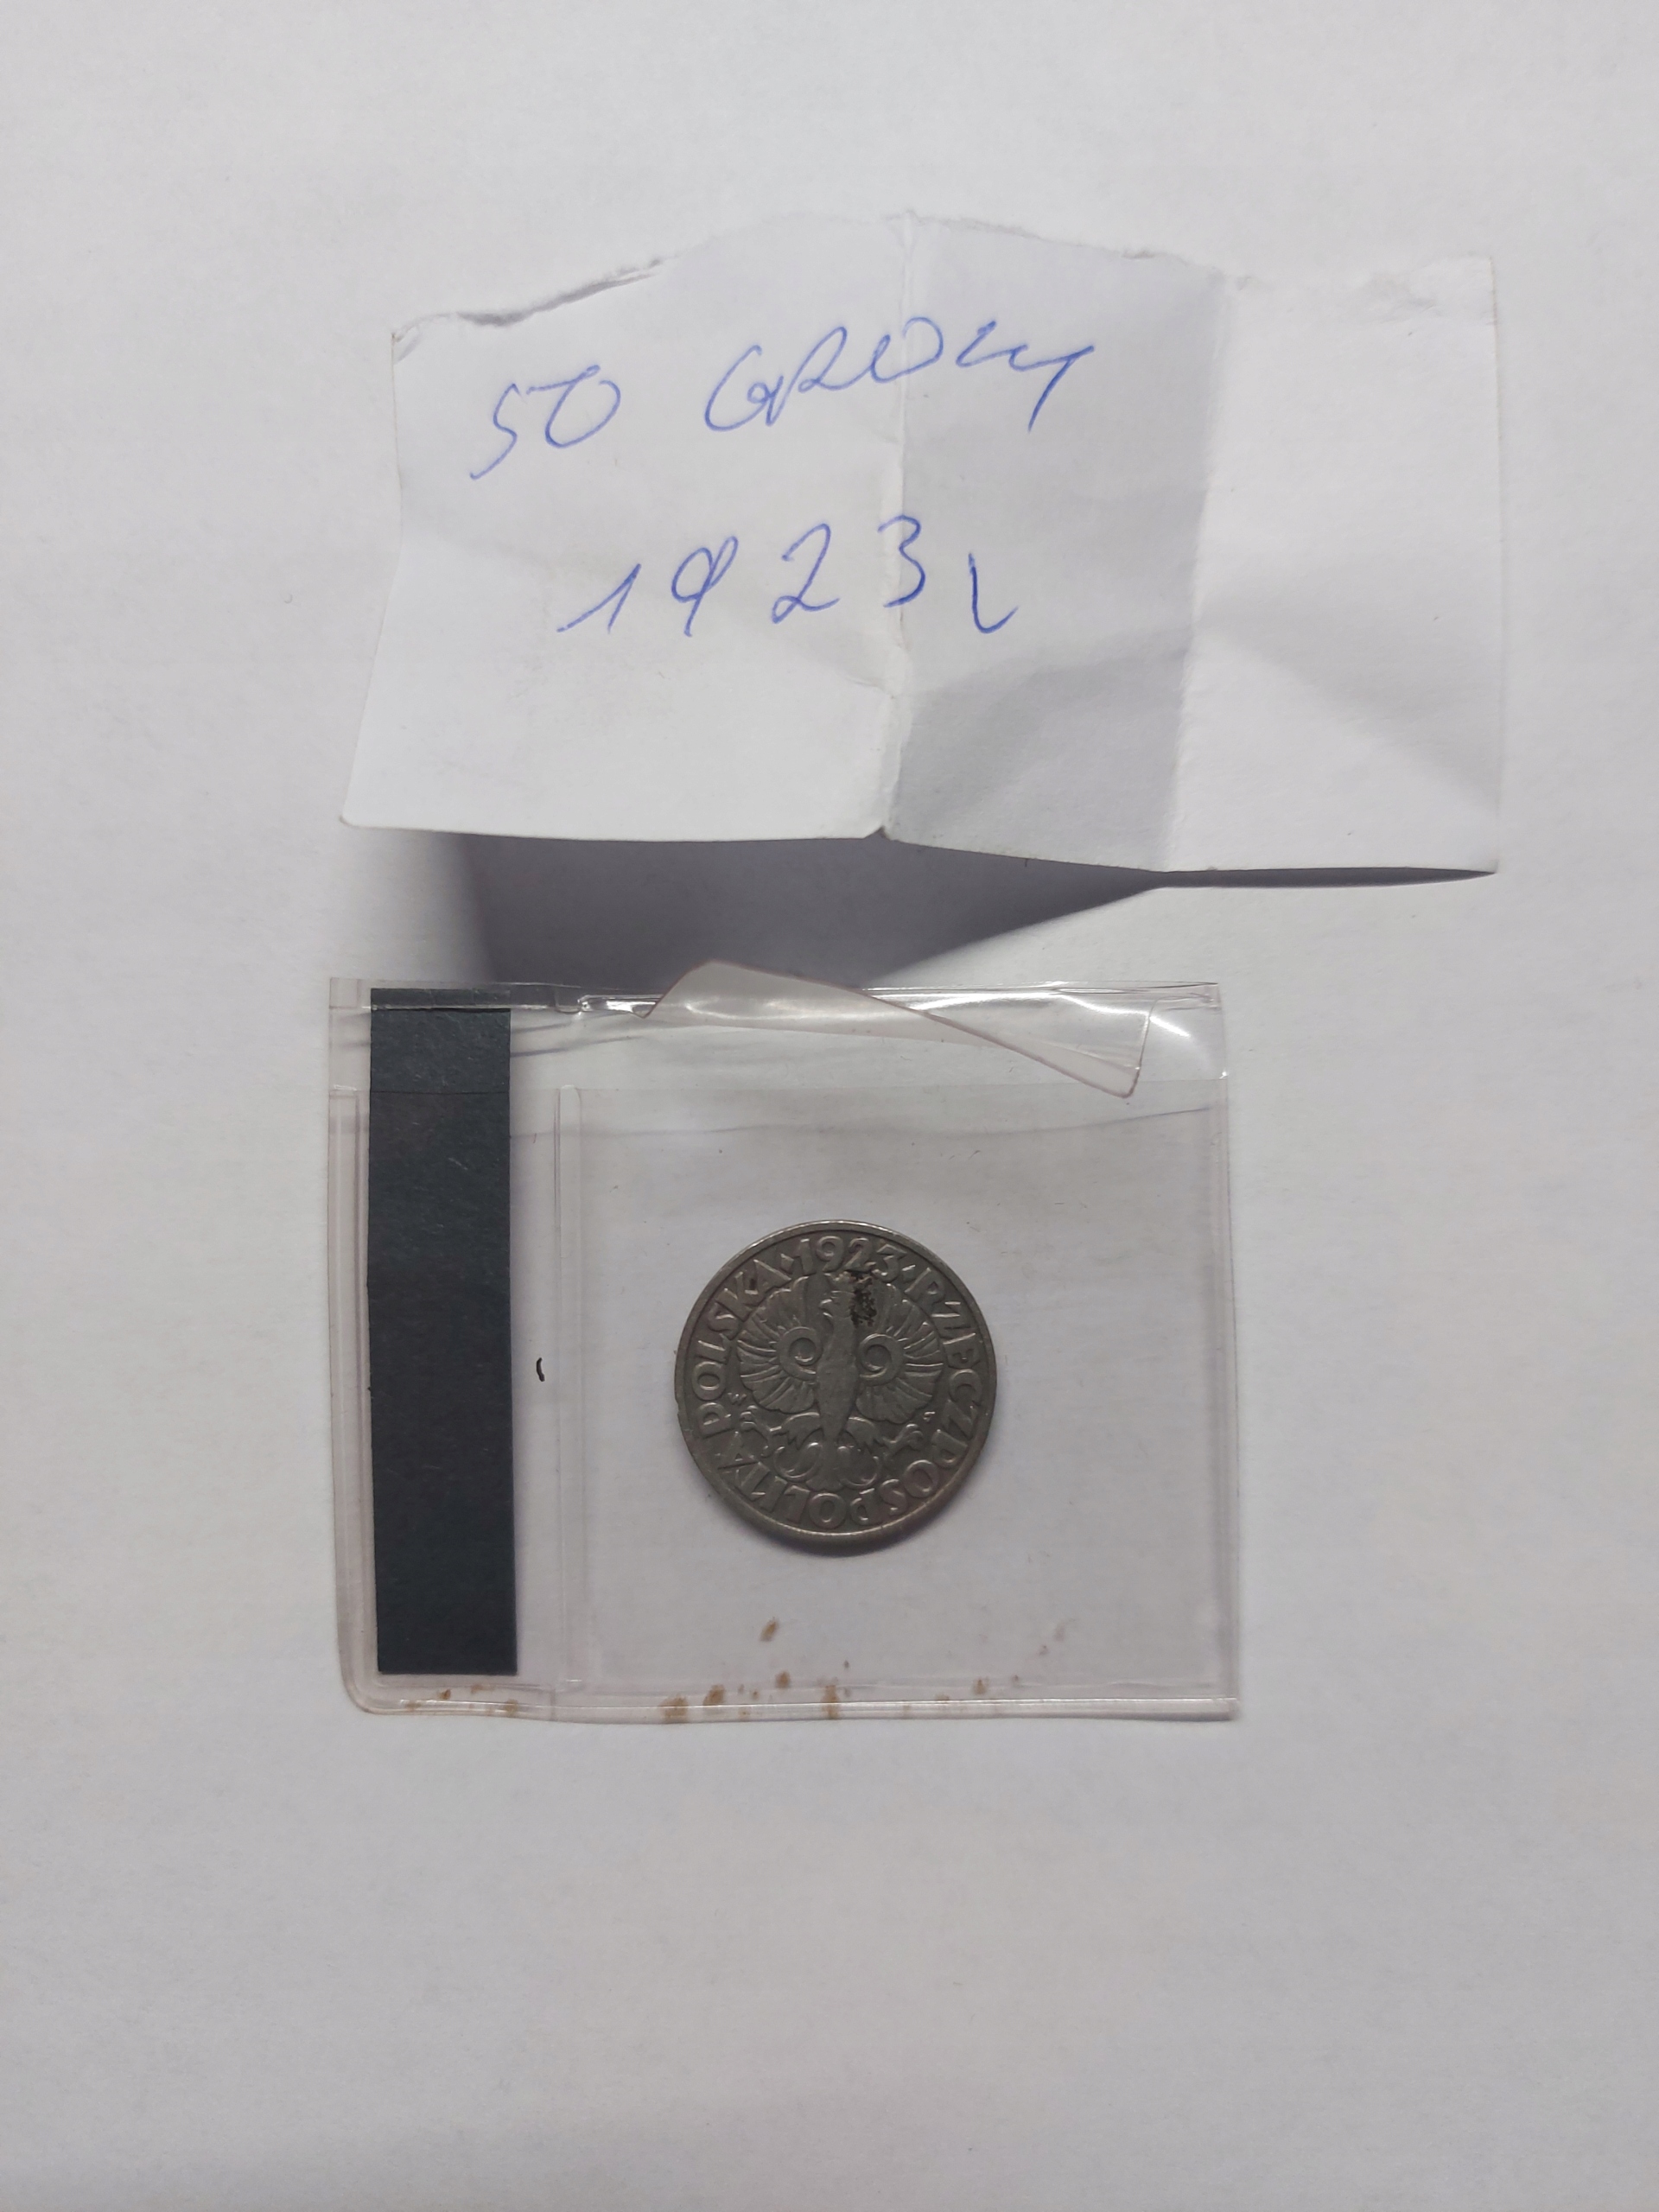 50 GROSZY
1923 r
POLSKA · 1923 · RZECZPOSPOLITA